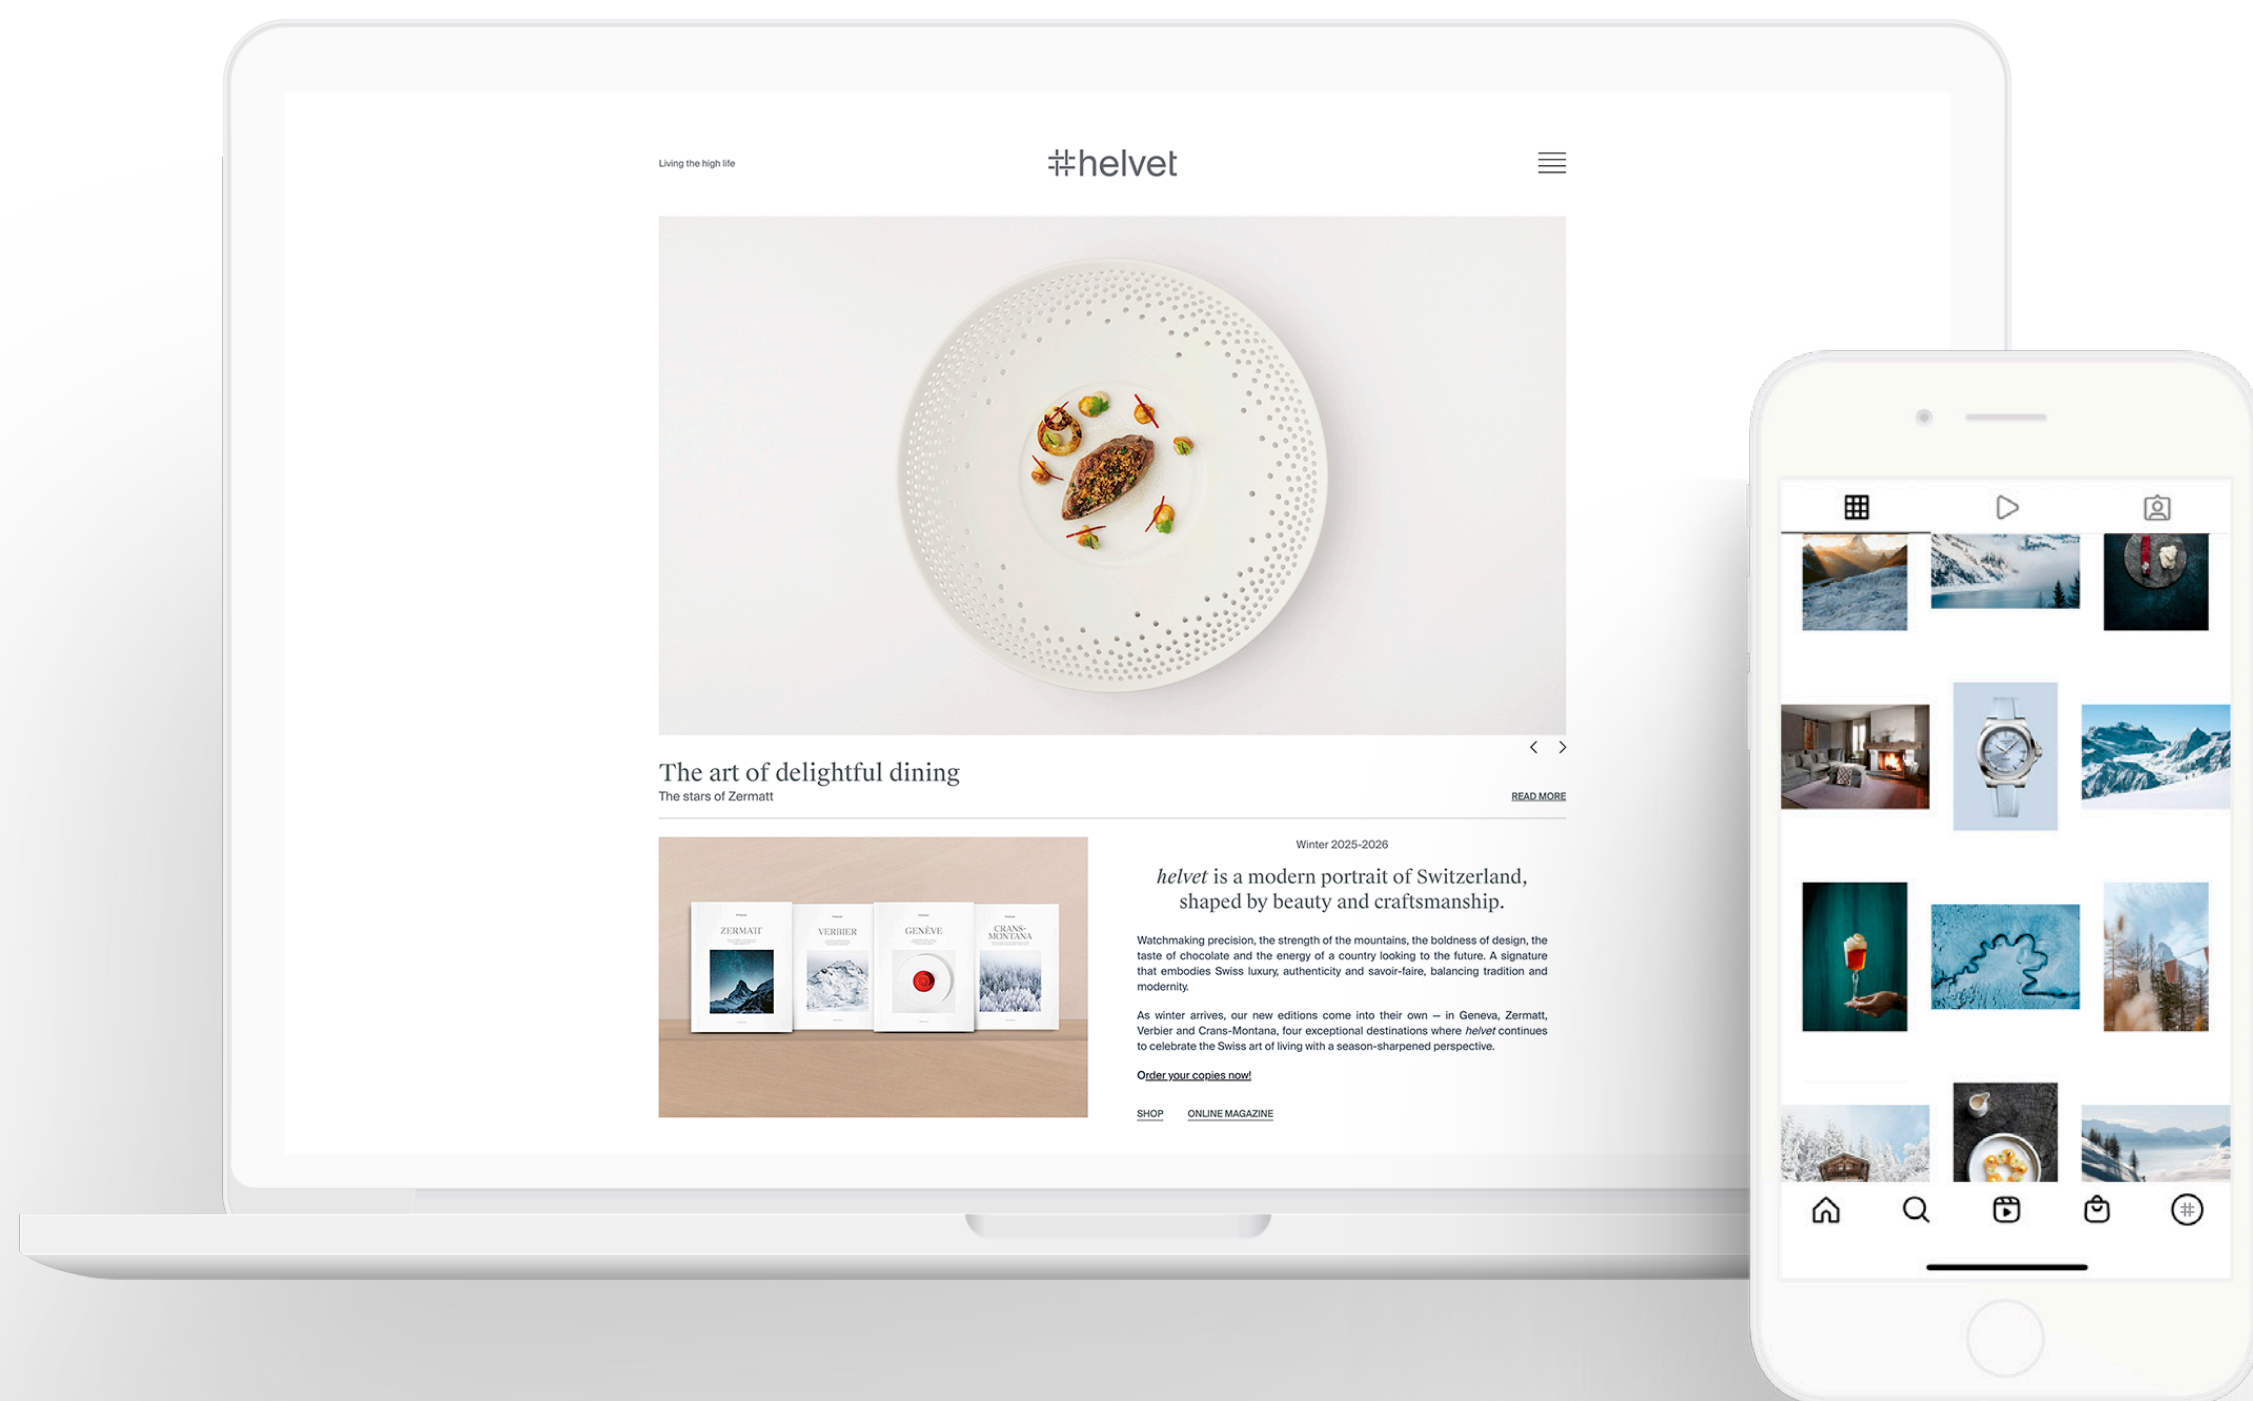 Living the high life
#helvet
The art of delightful dining
The stars of Zermatt
READ MORE
ZERMATT
VERBIER
GENÈVE
CRANS-
MONTANA
Winter 2025-2026
helvet is a modern portrait of Switzerland,
shaped by beauty and craftsmanship.
Watchmaking precision, the strength of the mountains, the boldness of design, the
taste of chocolate and the energy of a country looking to the future. A signature
that embodies Swiss luxury, authenticity and savoir-faire, balancing tradition and
modernity.
As winter arrives, our new editions come into their own — in Geneva, Zermatt,
Verbier and Crans-Montana, four exceptional destinations where helvet continues
to celebrate the Swiss art of living with a season-sharpened perspective.
Order your copies now!
SHOP ONLINE MAGAZINE
#